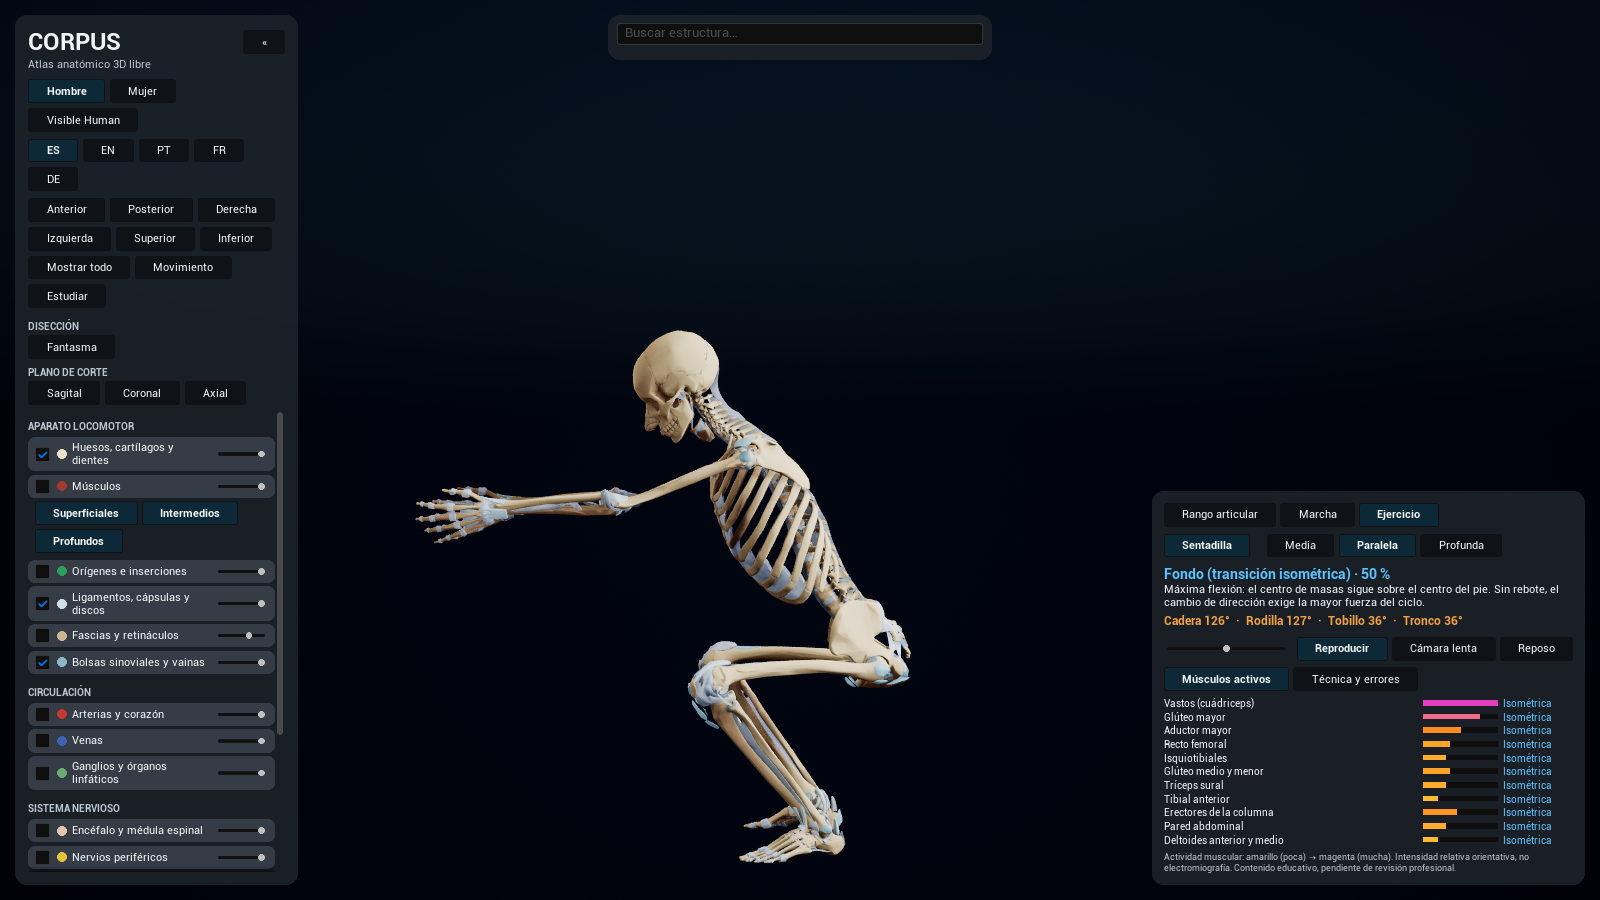 CORPUS
«
Atlas anatómico 3D libre
Hombre Mujer
Visible Human
ES EN PT FR
DE
Anterior Posterior Derecha
Izquierda Superior Inferior
Mostrar todo Movimiento
Estudiar
DISECCIÓN
Fantasma
PLANO DE CORTE
Sagital Coronal Axial
APARATO LOCOMOTOR
Huesos, cartílagos y
dientes
Músculos
Superficiales Intermedios
Profundos
Orígenes e inserciones
Ligamentos, cápsulas y
discos
Fascias y retináculos
Bolsas sinoviales y vainas
CIRCULACIÓN
Arterias y corazón
Venas
Ganglios y órganos
linfáticos
SISTEMA NERVIOSO
Encéfalo y médula espinal
Nervios periféricos
Buscar estructura...
Rango articular Marcha Ejercicio
Sentadilla Media Paralela Profunda
Fondo (transición isométrica) · 50 %
Máxima flexión: el centro de masas sigue sobre el centro del pie. Sin rebote, el
cambio de dirección exige la mayor fuerza del ciclo.
Cadera 126° · Rodilla 127° · Tobillo 36° · Tronco 36°
Reproducir Cámara lenta Reposo
Músculos activos Técnica y errores
Vastos (cuádriceps) Isométrica
Glúteo mayor Isométrica
Aductor mayor Isométrica
Recto femoral Isométrica
Isquiotibiales Isométrica
Glúteo medio y menor Isométrica
Tríceps sural Isométrica
Tibial anterior Isométrica
Erectores de la columna Isométrica
Pared abdominal Isométrica
Deltoides anterior y medio Isométrica
Actividad muscular: amarillo (poca) → magenta (mucha). Intensidad relativa orientativa, no
electromiografía. Contenido educativo, pendiente de revisión profesional.